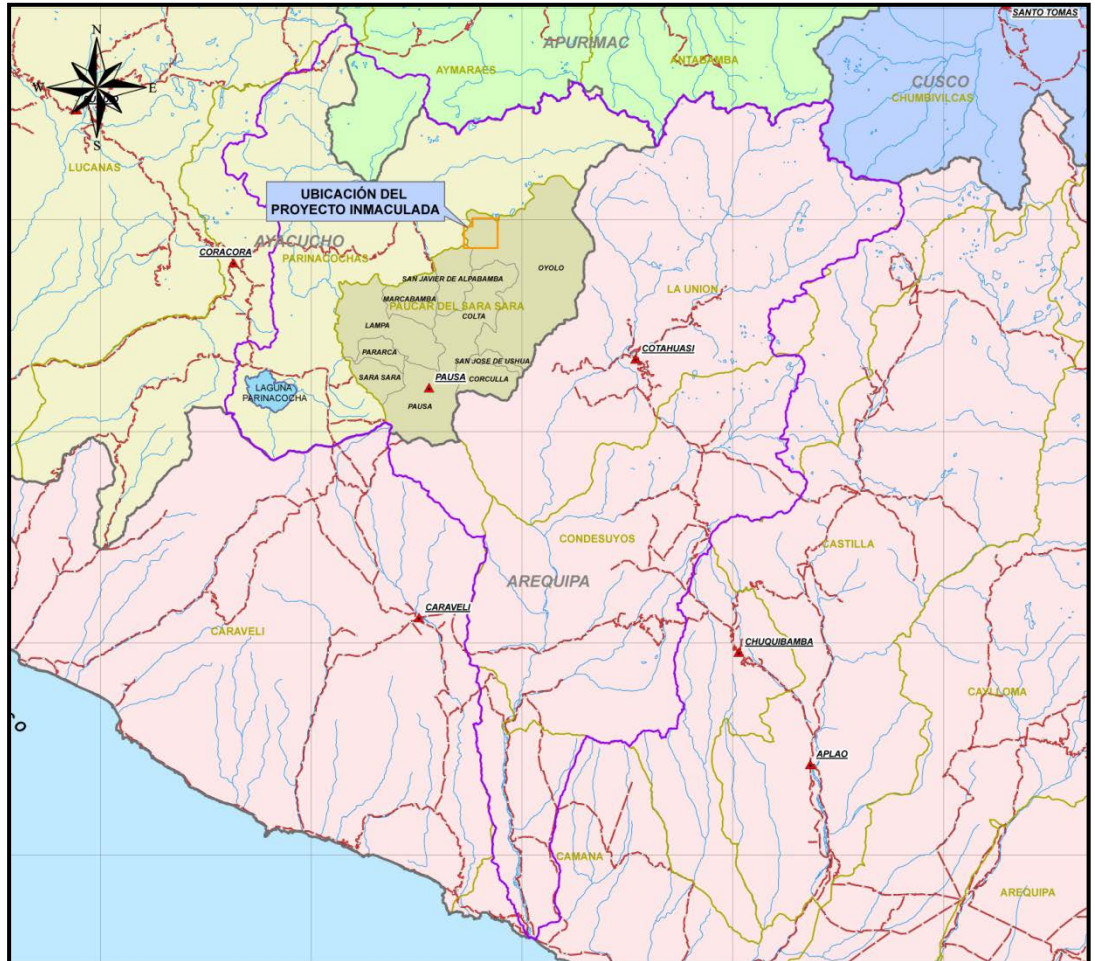 SANTO TOMAS
APURIMAC
ANTABAMBA
AYMARAES
CUSCO
CHUMBIVILCAS
N
W
E
S
LUCANAS
UBICACIÓN DEL
PROYECTO INMACULADA
AYACUCHO
CORACORA
PARINACOCHAS
OYOLO
SAN JAVIER DE ALPABAMBA
LA UNION
MARCABAMBA
PAUCAR DEL SARA SARA
COLTA
LAMPA
COTAHUASI
PARARCA
SAN JOSE DE USHUA
SARA SARA
PAUSA
CORCULLA
LAGUNA
PARINACOCHA
PAUSA
CONDESUYOS
CASTILLA
AREQUIPA
CARAVELI
CARAVELI
CHUQUIBAMBA
CAYLLOMA
O
APLAO
CAMANA
AREQUIPA